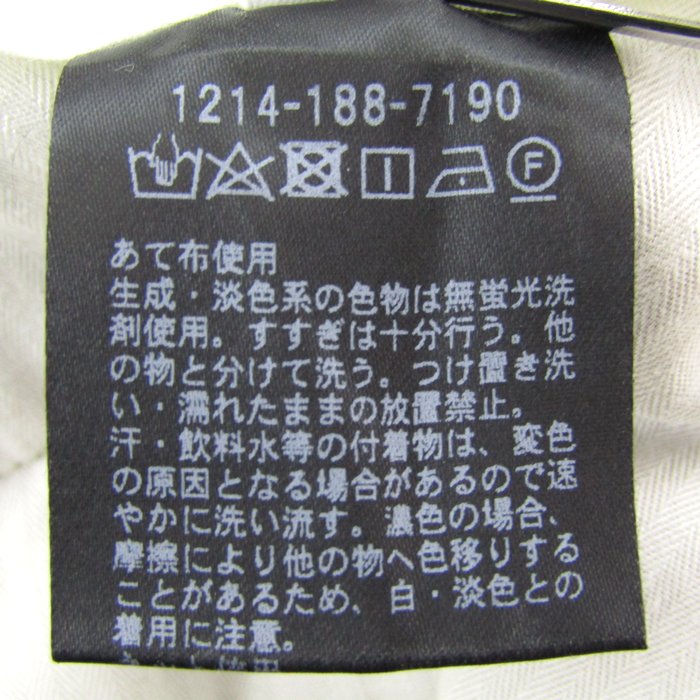 1214-188-7190
F
あて布使用
生成・淡色系の色物は無蛍光洗
剤使用。すすぎは十分行う。他
の物と分けて洗う。つけ置き洗
い・濡れたままの放置禁止。
汗・飲料水等の付着物は、変色
の原因となる場合があるので速
やかに洗い流す。濃色の場合、
摩擦により他の物へ色移りする
ことがあるため、白・淡色との
着用に注意。